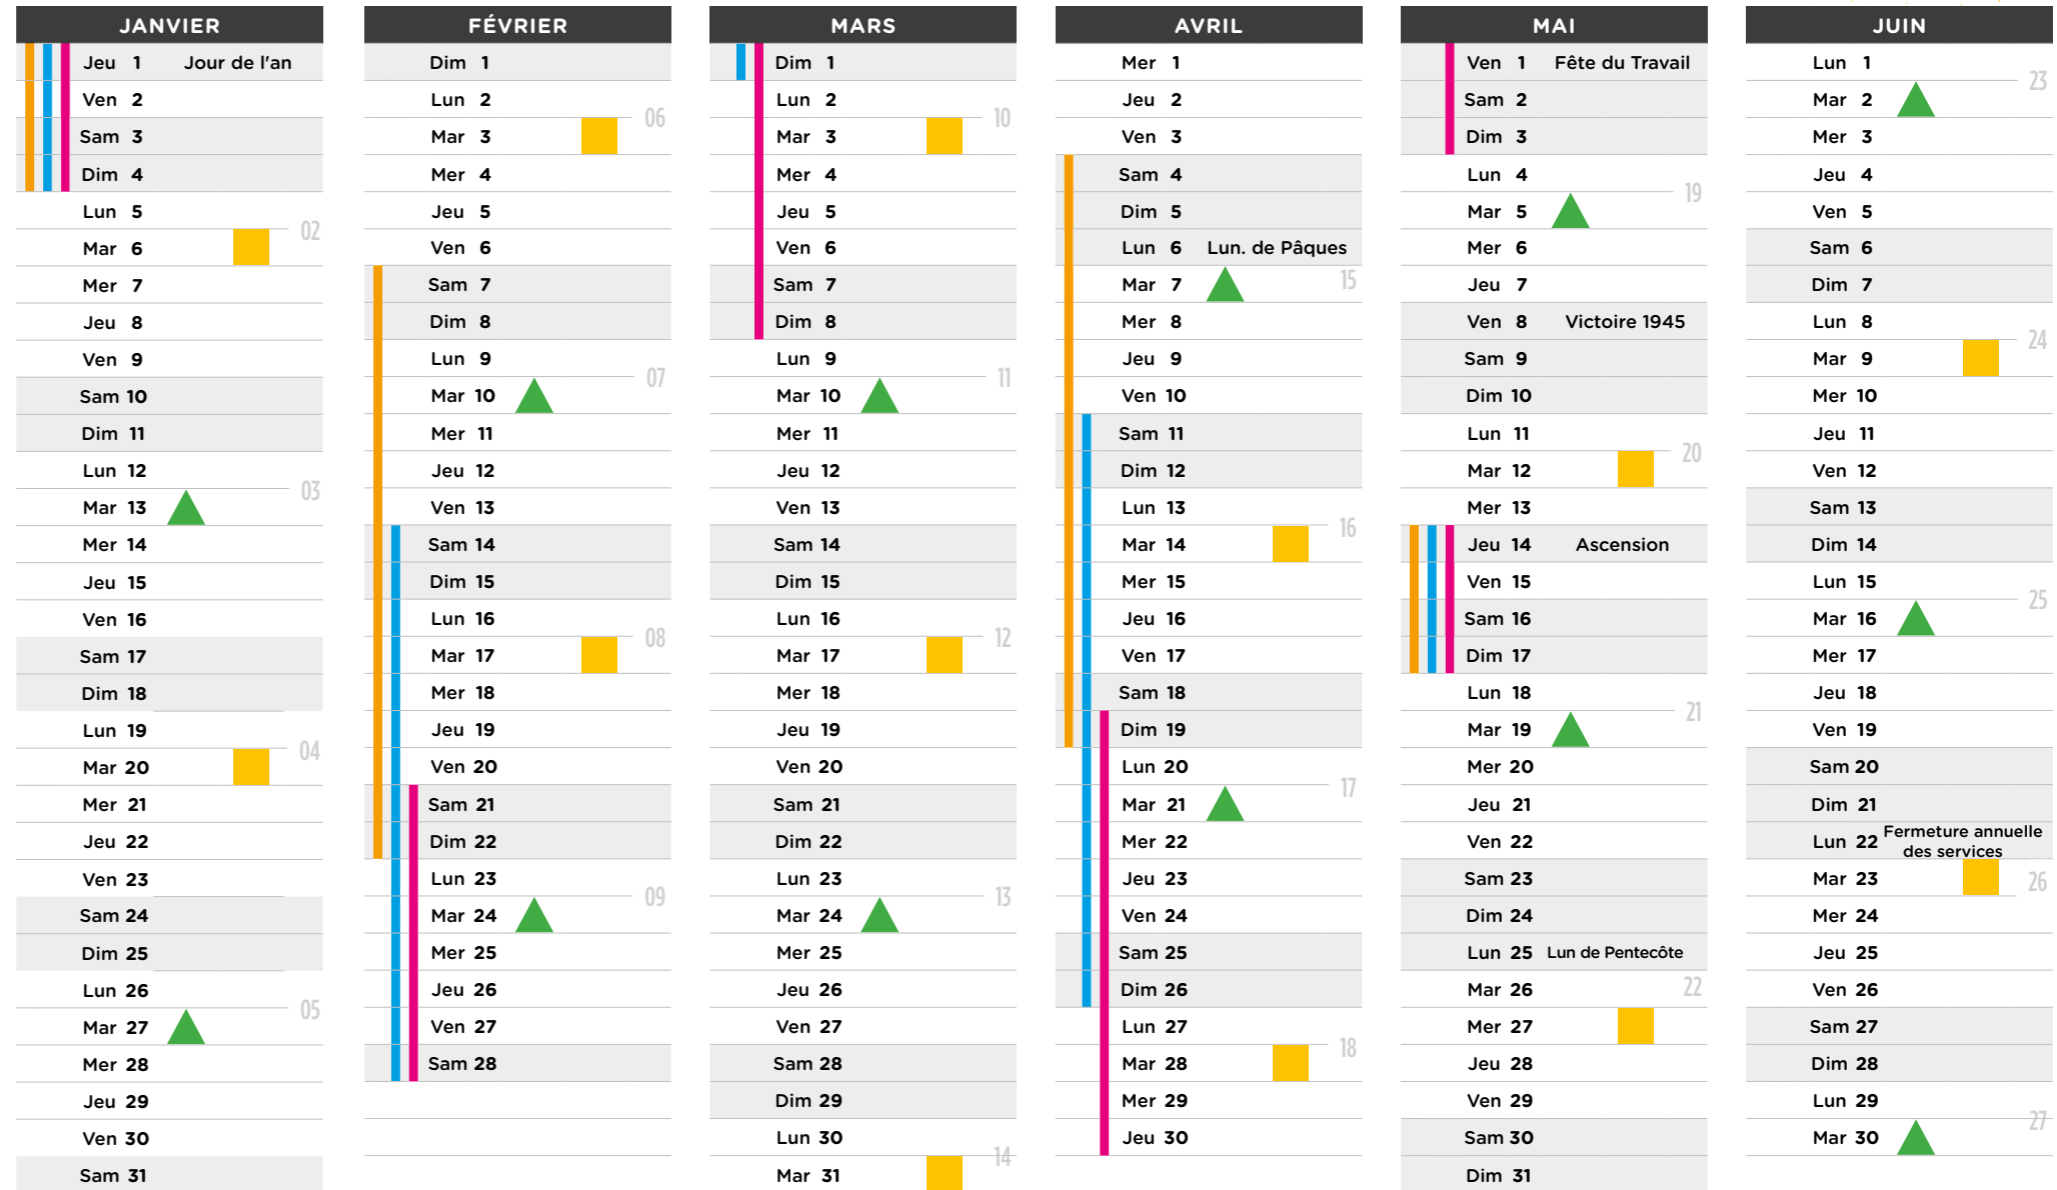 JANVIER
Jeu 1 Jour de l'an
Ven 2
Sam 3
Dim 4
Lun 5
02
Mar 6
Mer 7
Jeu 8
Ven 9
Sam 10
Dim 11
Lun 12
03
Mar 13
Mer 14
Jeu 15
Ven 16
Sam 17
Dim 18
Lun 19
04
Mar 20
Mer 21
Jeu 22
Ven 23
Sam 24
Dim 25
Lun 26
05
Mar 27
Mer 28
Jeu 29
Ven 30
Sam 31
FÉVRIER
Dim 1
Lun 2
06
Mar 3
Mer 4
Jeu 5
Ven 6
Sam 7
Dim 8
Lun 9
07
Mar 10
Mer 11
Jeu 12
Ven 13
Sam 14
Dim 15
Lun 16
08
Mar 17
Mer 18
Jeu 19
Ven 20
Sam 21
Dim 22
Lun 23
09
Mar 24
Mer 25
Jeu 26
Ven 27
Sam 28
MARS
Dim 1
Lun 2
10
Mar 3
Mer 4
Jeu 5
Ven 6
Sam 7
Dim 8
Lun 9
11
Mar 10
Mer 11
Jeu 12
Ven 13
Sam 14
Dim 15
Lun 16
12
Mar 17
Mer 18
Jeu 19
Ven 20
Sam 21
Dim 22
Lun 23
13
Mar 24
Mer 25
Jeu 26
Ven 27
Sam 28
Dim 29
Lun 30
14
Mar 31
AVRIL
Mer 1
Jeu 2
Ven 3
Sam 4
Dim 5
Lun 6 Lun. de Pâques
Mar 7 15
Mer 8
Jeu 9
Ven 10
Sam 11
Dim 12
Lun 13
16
Mar 14
Mer 15
Jeu 16
Ven 17
Sam 18
Dim 19
Lun 20
17
Mar 21
Mer 22
Jeu 23
Ven 24
Sam 25
Dim 26
Lun 27
18
Mar 28
Mer 29
Jeu 30
MAI
Ven 1 Fête du Travail
Sam 2
Dim 3
Lun 4
19
Mar 5
Mer 6
Jeu 7
Ven 8 Victoire 1945
Sam 9
Dim 10
Lun 11
20
Mar 12
Mer 13
Jeu 14 Ascension
Ven 15
Sam 16
Dim 17
Lun 18
21
Mar 19
Mer 20
Jeu 21
Ven 22
Sam 23
Dim 24
Lun 25 Lun de Pentecôte
Mar 26 22
Mer 27
Jeu 28
Ven 29
Sam 30
Dim 31
JUIN
Lun 1
23
Mar 2
Mer 3
Jeu 4
Ven 5
Sam 6
Dim 7
Lun 8
24
Mar 9
Mer 10
Jeu 11
Ven 12
Sam 13
Dim 14
Lun 15
25
Mar 16
Mer 17
Jeu 18
Ven 19
Sam 20
Dim 21
Lun 22 Fermeture annuelle
des services
Mar 23 26
Mer 24
Jeu 25
Ven 26
Sam 27
Dim 28
Lun 29
27
Mar 30